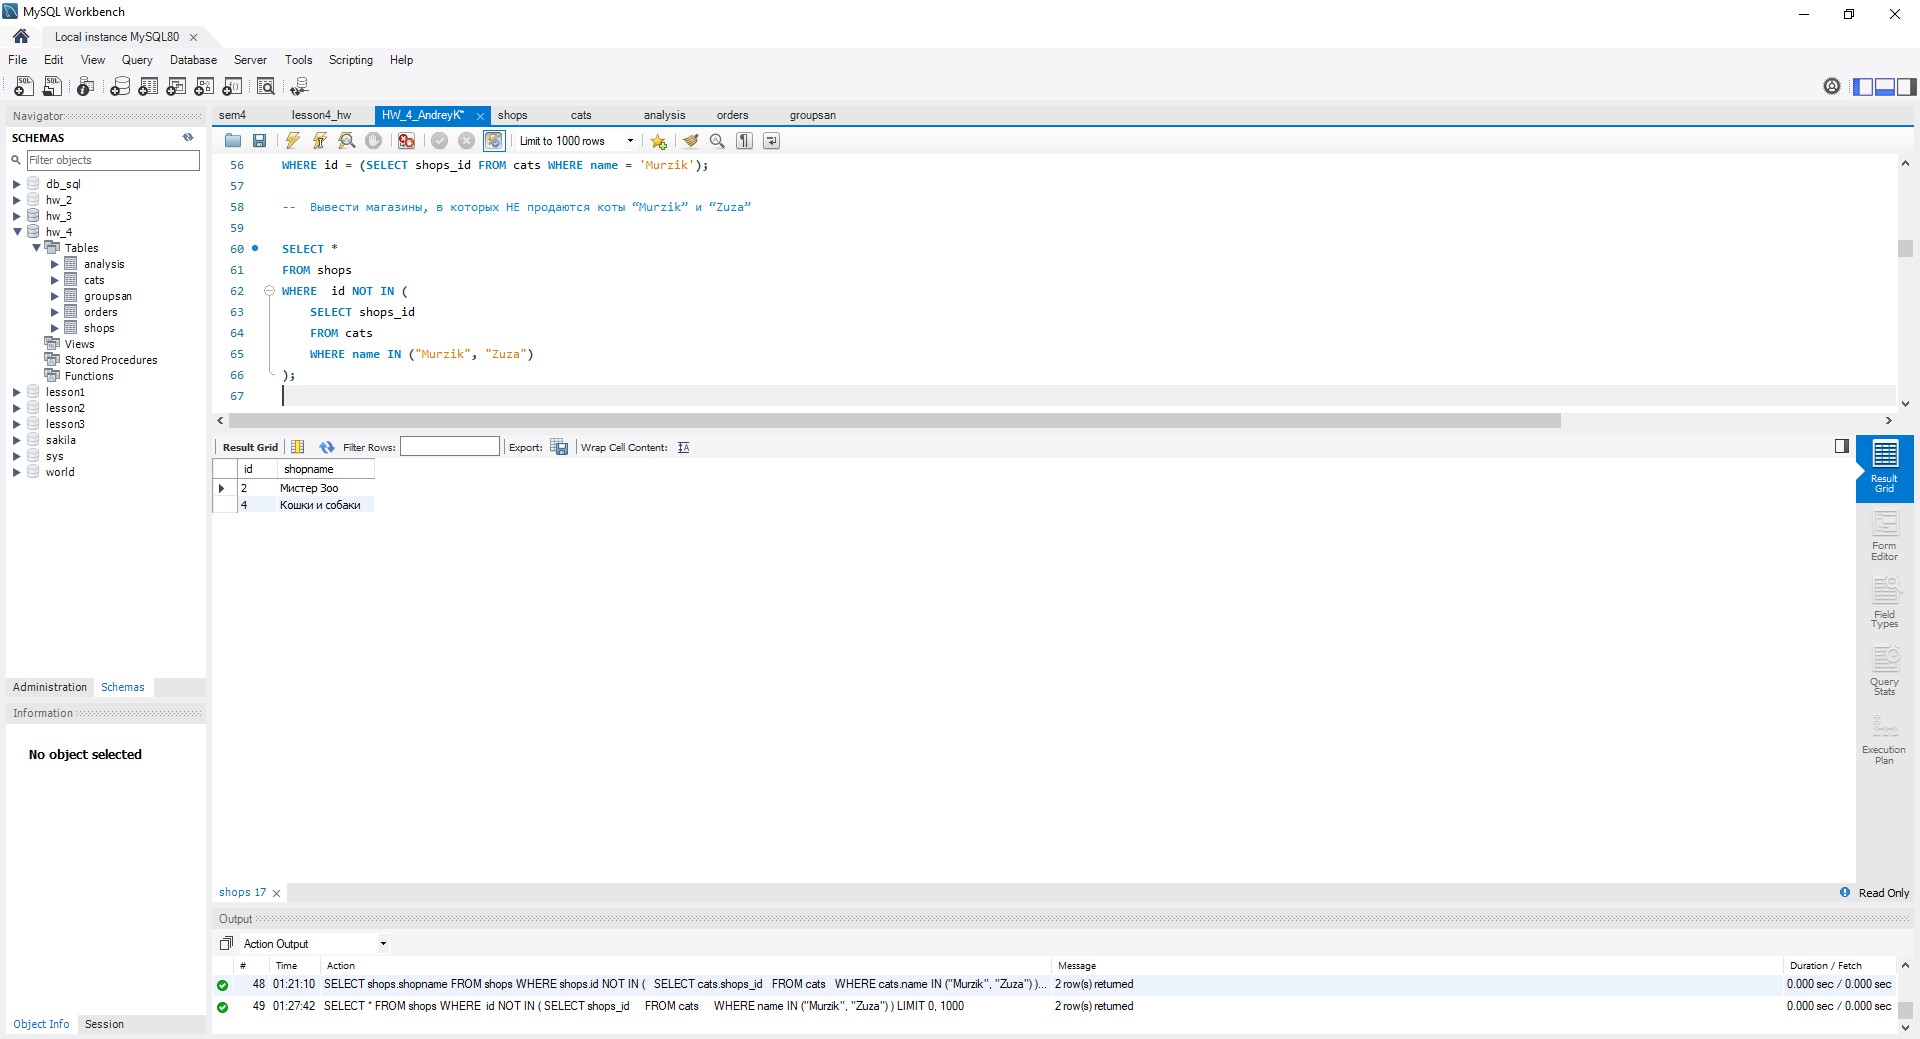 MySQL Workbench
Local instance MySQL80
File Edit View Query Database Server Tools Scripting Help
Navigator
SCHEMAS
Filter objects
db_sql
hw_2
hw_3
hw_4
Tables
analysis
cats
groupsan
orders
shops
Views
Stored Procedures
Functions
lesson1
lesson2
lesson3
sakila
sys
world
Administration Schemas
Information
No object selected
Object Info Session
sem4 lesson4_hw HW_4_AndreyK* shops cats analysis orders groupsan
Limit to 1000 rows
56 WHERE id = (SELECT shops_id FROM cats WHERE name = 'Murzik');
57
58 -- Вывести магазины, в которых НЕ продаются коты “Murzik” и “Zuza”
59
60 SELECT *
61 FROM shops
62 WHERE id NOT IN (
63 SELECT shops_id
64 FROM cats
65 WHERE name IN ("Murzik", "Zuza")
66 );
67
Result Grid Filter Rows: Export: Wrap Cell Content:
id shopname
2 Мистер Зоо
4 Кошки и собаки
Result Grid
Form Editor
Field Types
Query Stats
Execution Plan
shops 17 Read Only
Output
Action Output
# Time Action Message Duration / Fetch
48 01:21:10 SELECT shops.shopname FROM shops WHERE shops.id NOT IN ( SELECT cats.shops_id FROM cats WHERE cats.name IN ("Murzik", "Zuza") )... 2 row(s) returned 0.000 sec / 0.000 sec
49 01:27:42 SELECT * FROM shops WHERE id NOT IN ( SELECT shops_id FROM cats WHERE name IN ("Murzik", "Zuza") ) LIMIT 0, 1000 2 row(s) returned 0.000 sec / 0.000 sec